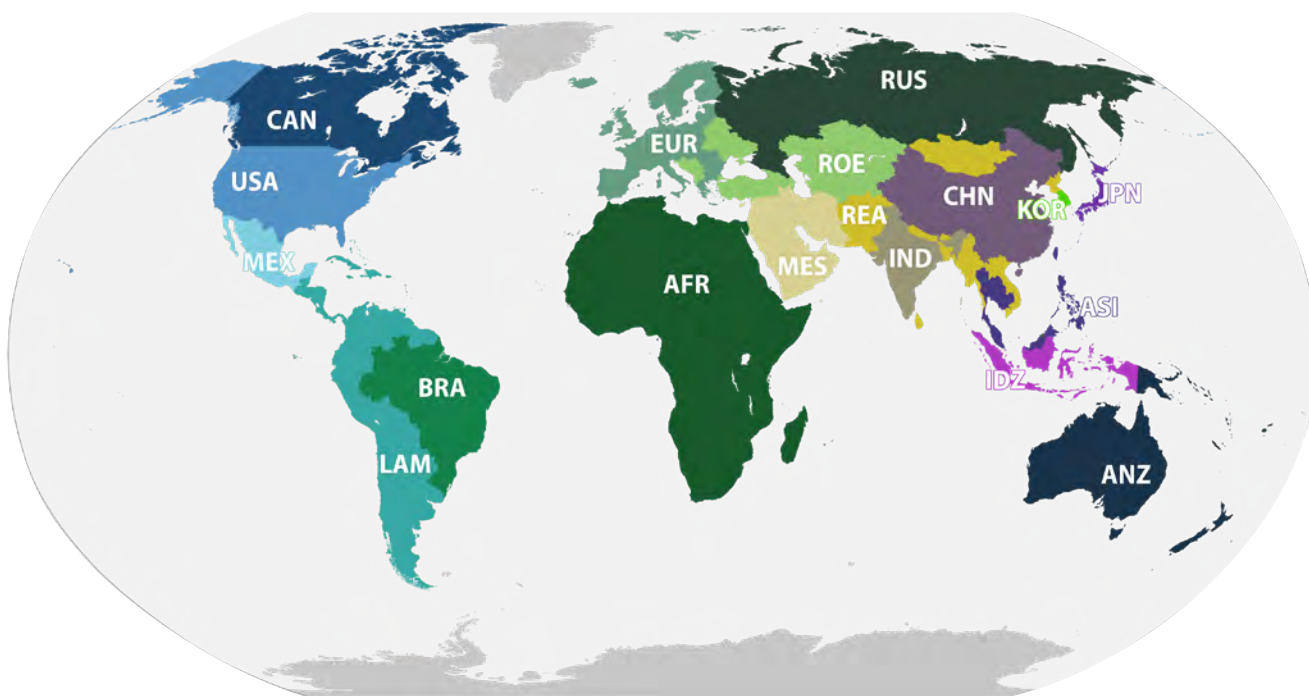 RUS
CAN
EUR
ROE
USA
CHN
JPN
KOR
REA
MEX
MES
IND
AFR
ASI
IDZ
BRA
LAM
ANZ